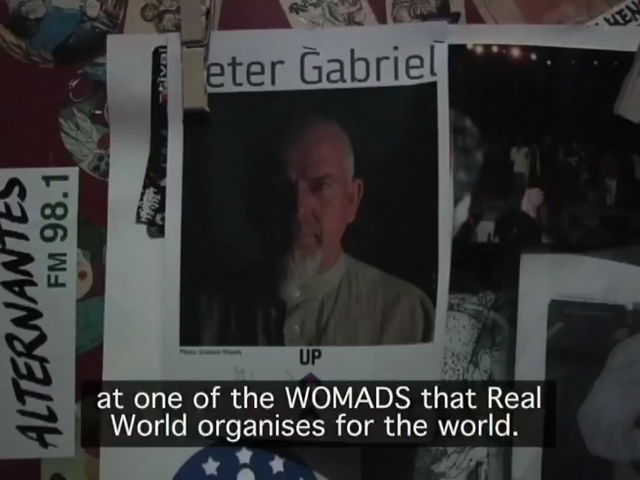 eter Gabriel
ALTERNANTES
FM 98.1
UP
at one of the WOMADS that Real
World organises for the world.